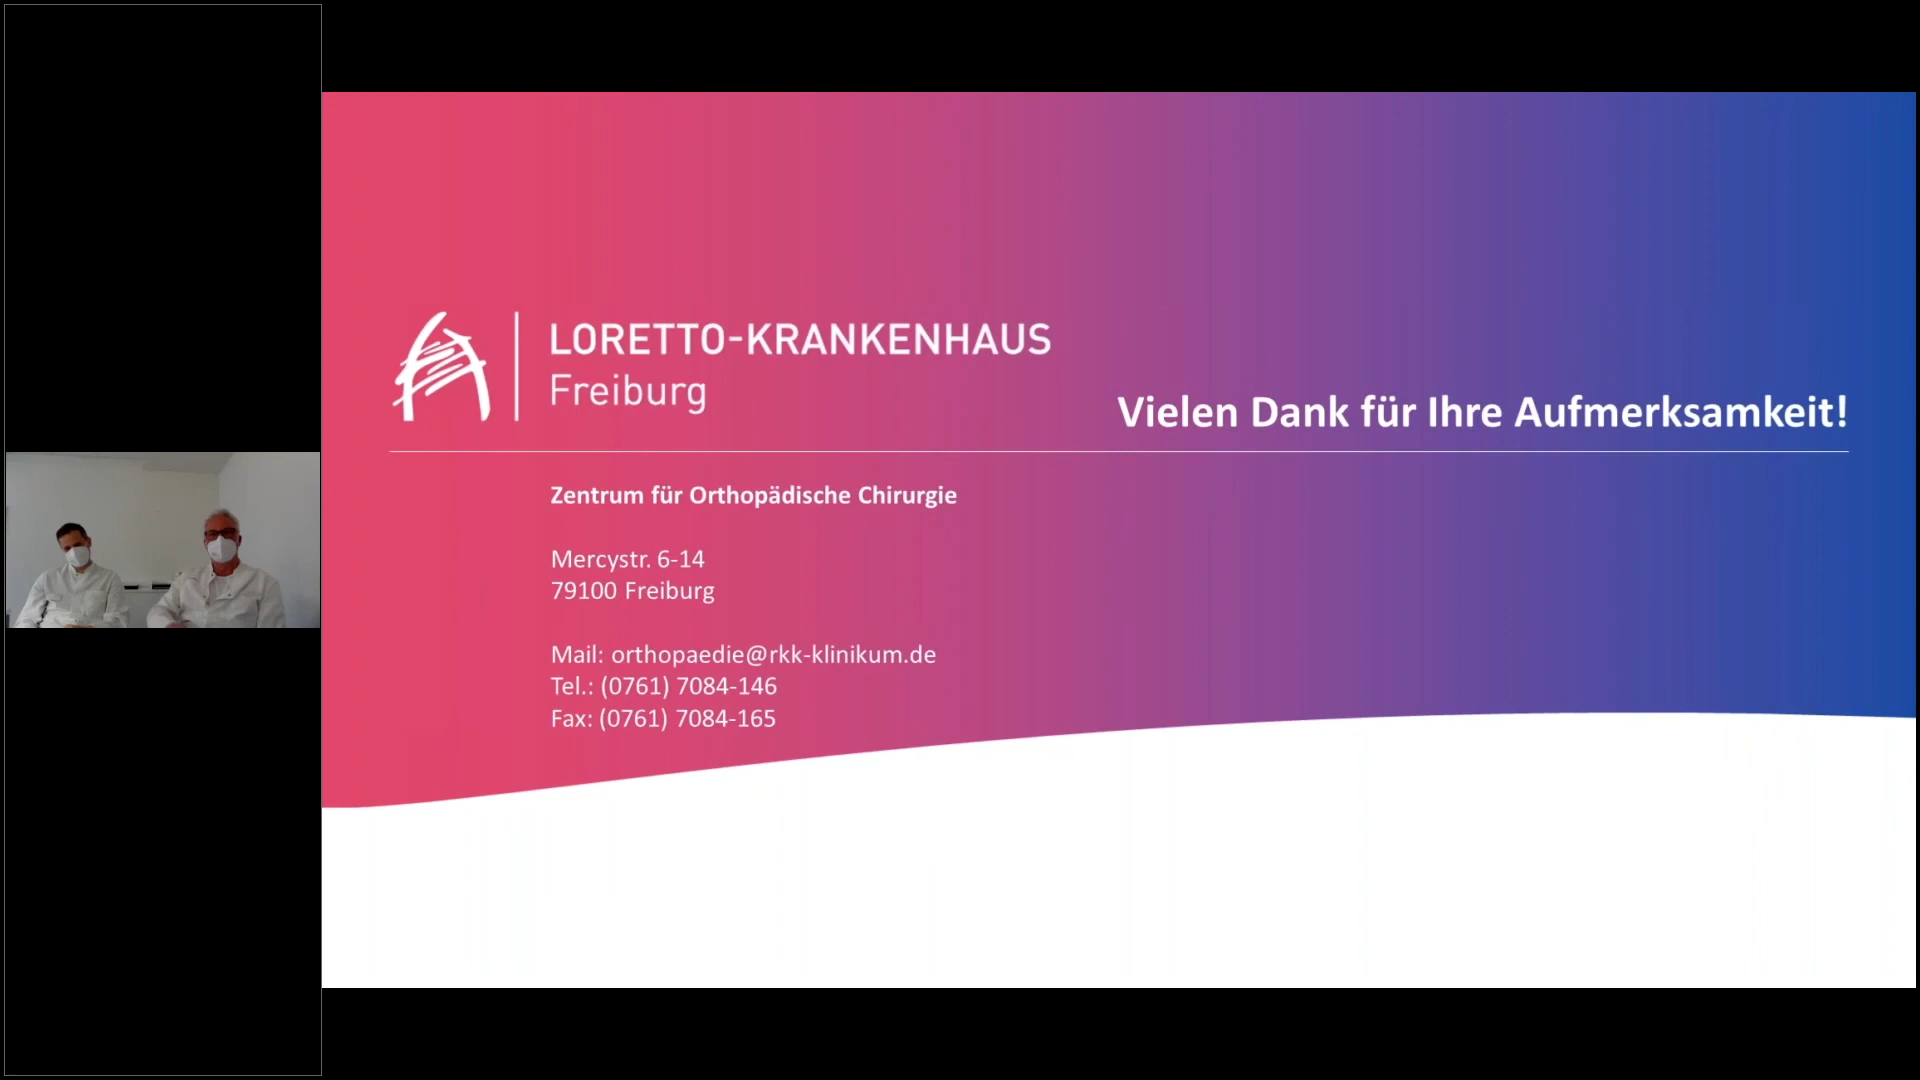 LORETTO-KRANKENHAUS
Freiburg
Vielen Dank für Ihre Aufmerksamkeit!
Zentrum für Orthopädische Chirurgie
Mercystr. 6-14
79100 Freiburg
Mail: orthopaedie@rkk-klinikum.de
Tel.: (0761) 7084-146
Fax: (0761) 7084-165